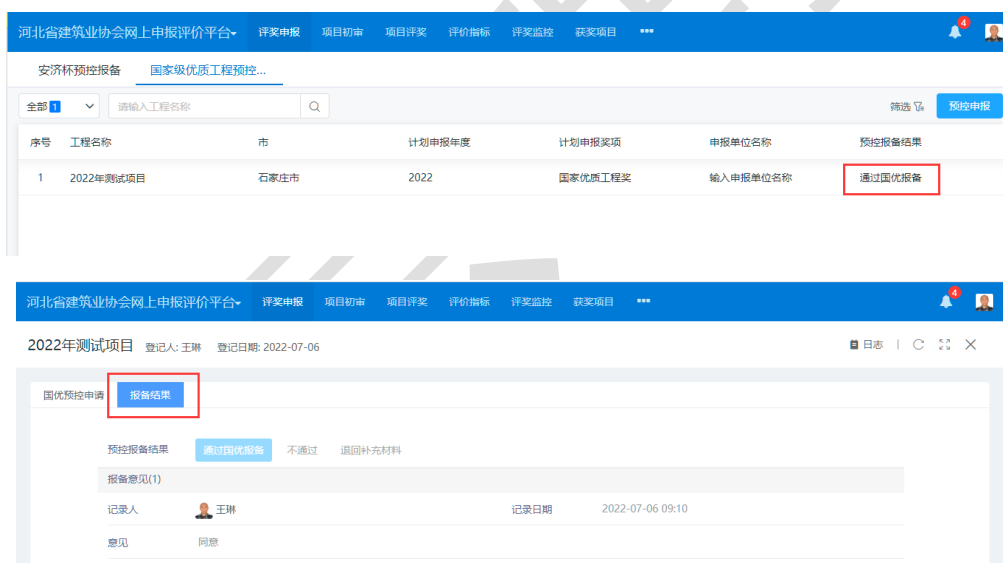 河北省建筑业协会网上申报评价平台 评奖申报 项目初审 项目评奖 评价指标 评奖监控 获奖项目 ••• 4
安济杯预控报备 国家级优质工程预控...
全部 1 请输入工程名称 筛选 预控申报
序号 工程名称 市 计划申报年度 计划申报奖项 申报单位名称 预控报备结果
1 2022年测试项目 石家庄市 2022 国家优质工程奖 输入申报单位名称 通过国优报备
河北省建筑业协会网上申报评价平台 评奖申报 项目初审 项目评奖 评价指标 评奖监控 获奖项目 ••• 4
2022年测试项目 登记人: 王琳 登记日期: 2022-07-06 日志
国优预控申请 报备结果
预控报备结果 通过国优报备 不通过 退回补充材料
报备意见(1)
记录人 王琳 记录日期 2022-07-06 09:10
意见 同意